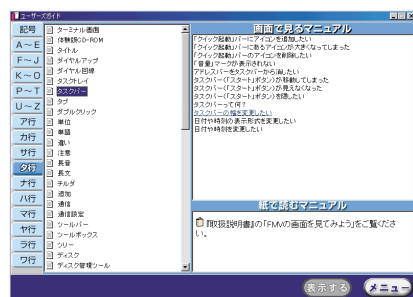 ユーザーズガイド
記号
A～E
F～J
K～O
P～T
U～Z
ア行
カ行
サ行
タ行
ナ行
ハ行
マ行
ヤ行
ラ行
ワ行
ターミナル画面
体験版CD-ROM
タイトル
ダイヤルアップ
ダイヤル回線
タスクトレイ
タスクバー
タブ
ダブルクリック
単位
単語
違い
注意
長音
長文
チルダ
追加
通信
通信設定
ツールバー
ツールボックス
ツリー
ディスク
ディスク管理ツール
画面で見るマニュアル
「クイック起動」バーにアイコンを追加したい
「クイック起動」バーにあるアイコンが大きくなってしまった
「クイック起動」バーのアイコンを削除したい
「音量」マークが表示されない
アドレスバーをタスクバーから消したい
タスクバー(「スタート」ボタン)が移動してしまった
タスクバー(「スタート」ボタン)が見えなくなった
タスクバー(「スタート」ボタン)を隠したい
タスクバーって何?
タスクバーの幅を変更したい
日付や時刻の表示形式を変更したい
日付や時刻を変更したい
紙で読むマニュアル
『取扱説明書』の「FMVの画面を見てみよう」をご覧ください。
表示する
メニュー